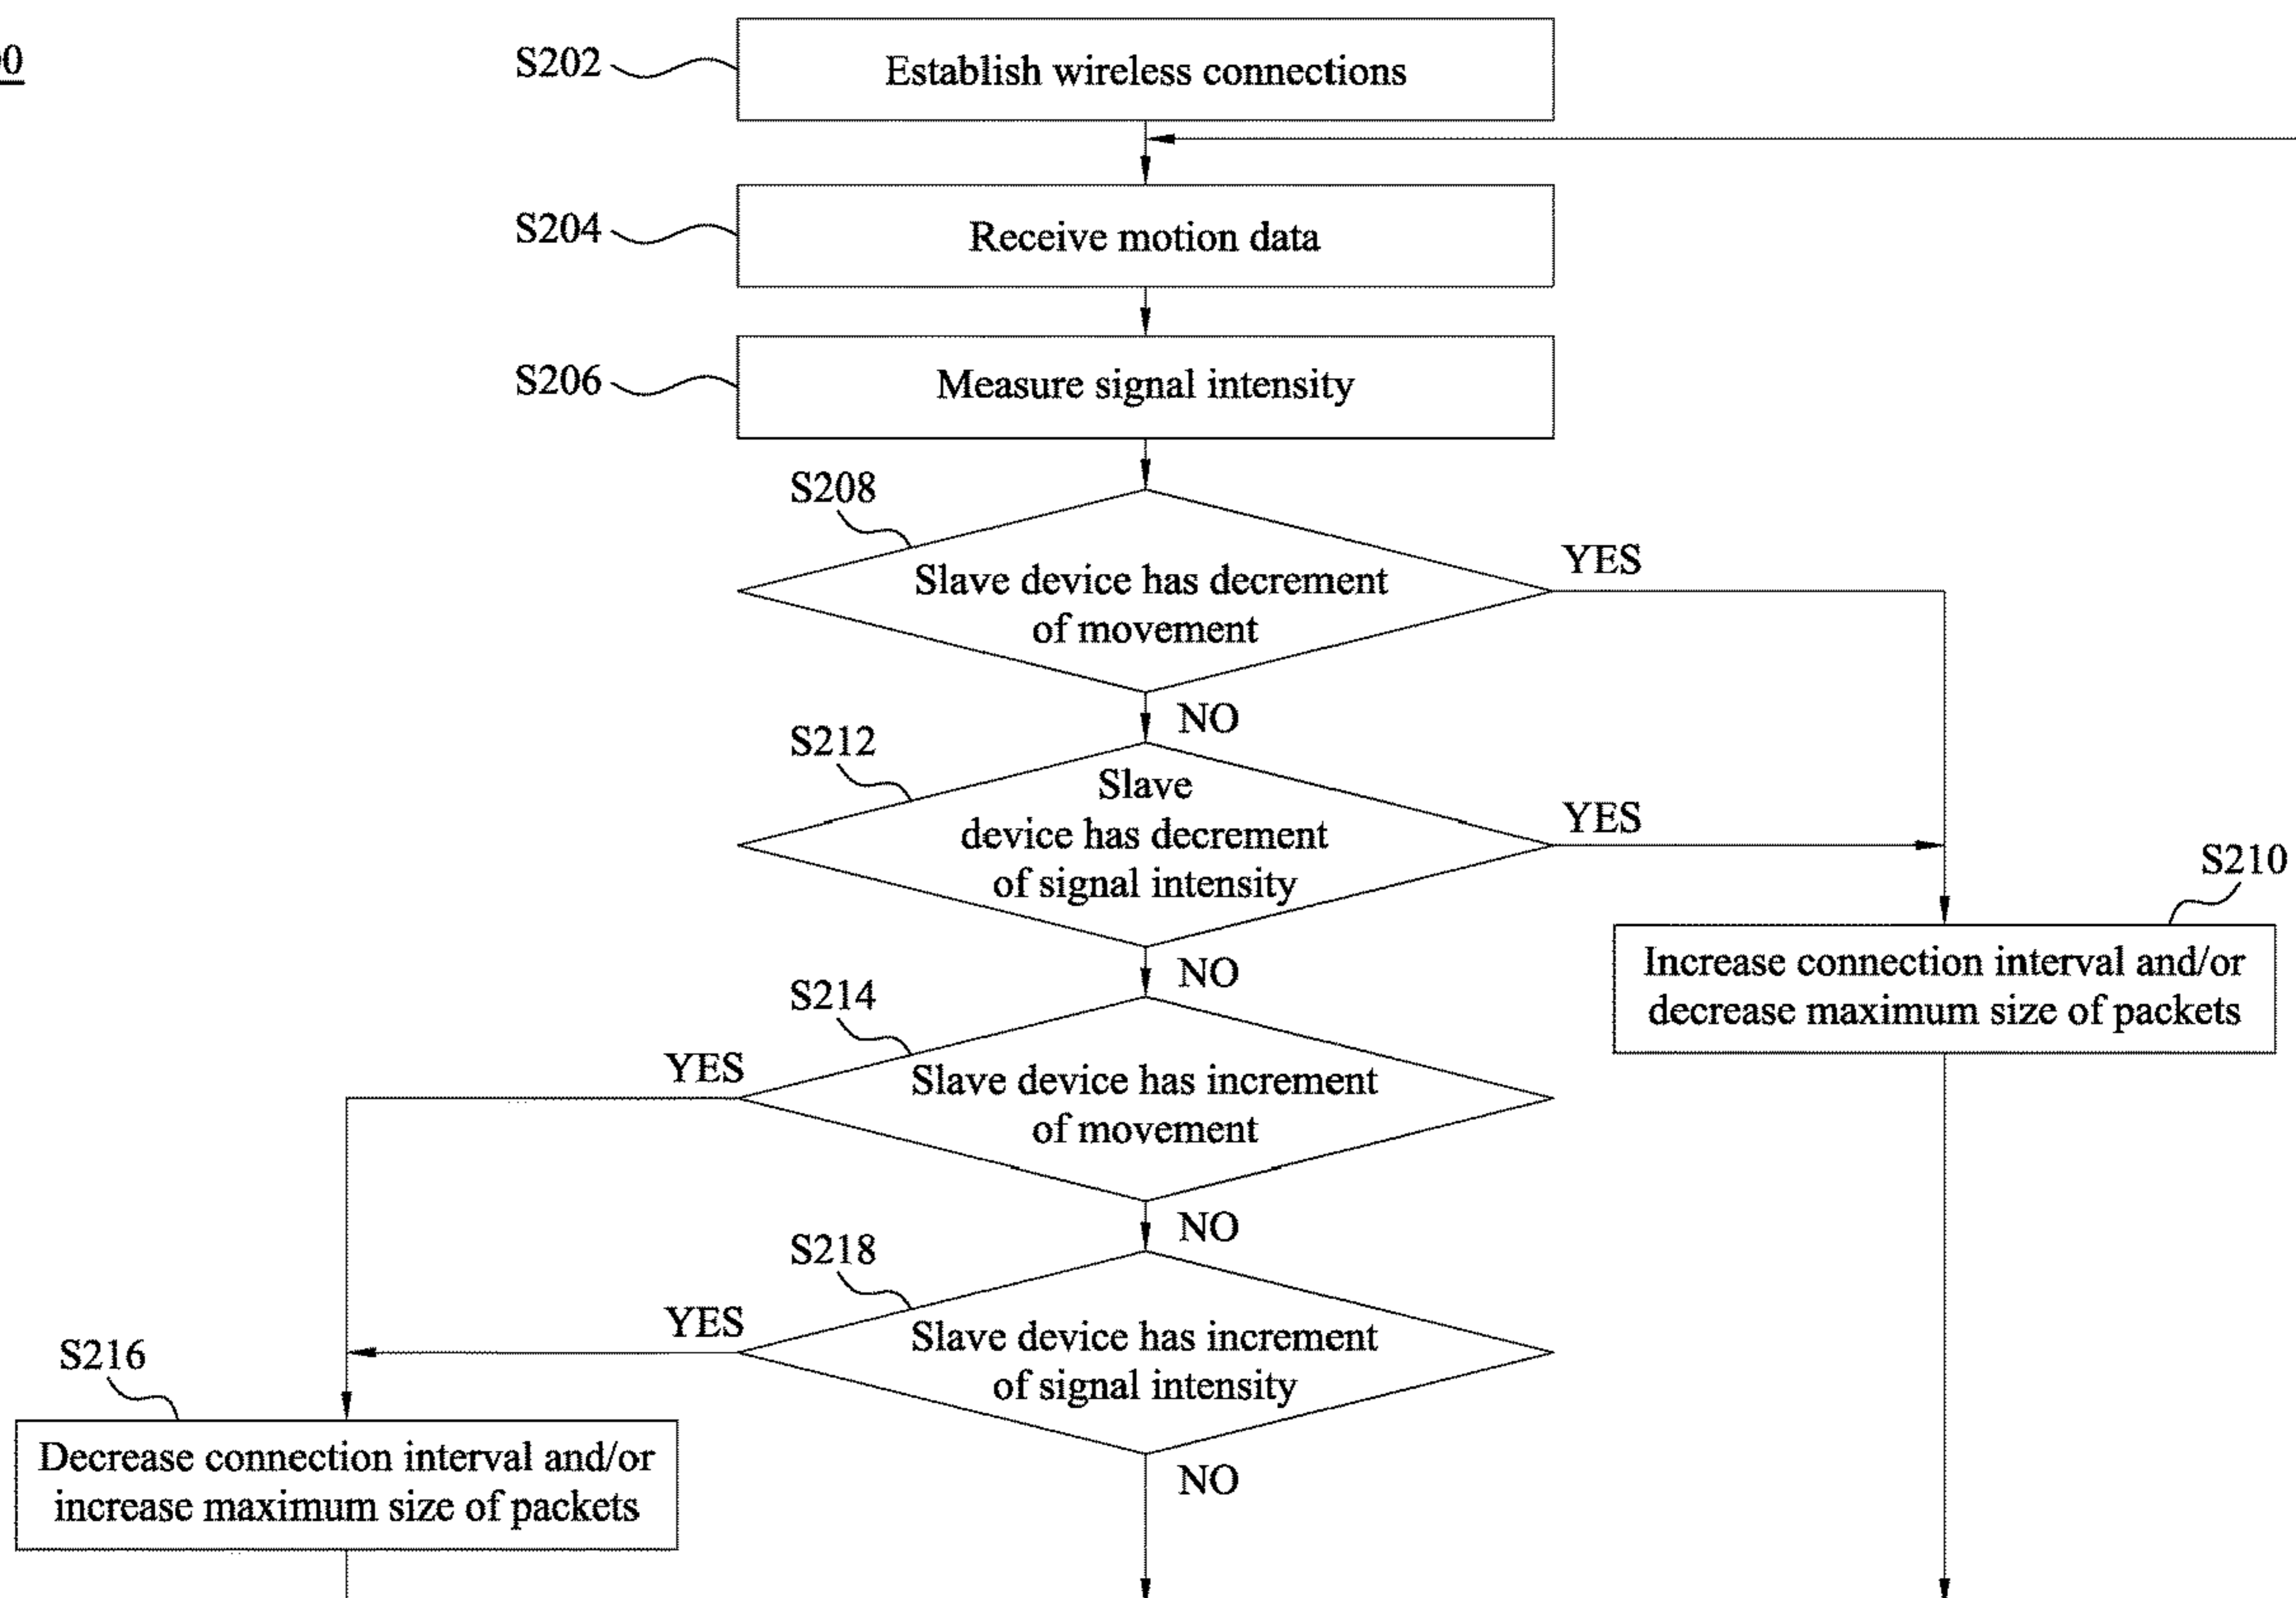 S202
Establish wireless connections
S204
Receive motion data
S206
Measure signal intensity
S208
Slave device has decrement
of movement
YES
NO
S212
Slave
device has decrement
of signal intensity
YES
NO
S210
Increase connection interval and/or
decrease maximum size of packets
S214
Slave device has increment
of movement
YES
NO
S218
Slave device has increment
of signal intensity
YES
NO
S216
Decrease connection interval and/or
increase maximum size of packets